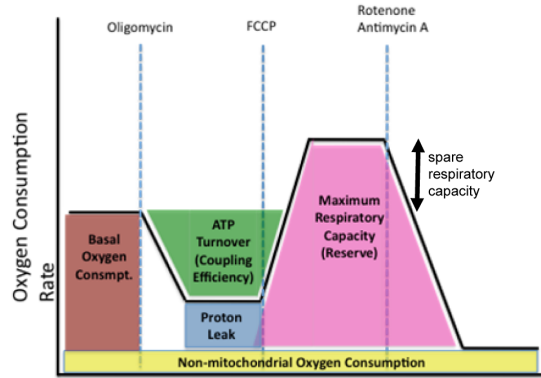 Oligomycin
FCCP
Rotenone
Antimycin A
Oxygen Consumption
Rate
spare
respiratory
capacity
Basal
Oxygen
Consmpt.
ATP
Turnover
(Coupling
Efficiency)
Maximum
Respiratory
Capacity
(Reserve)
Proton
Leak
Non-mitochondrial Oxygen Consumption